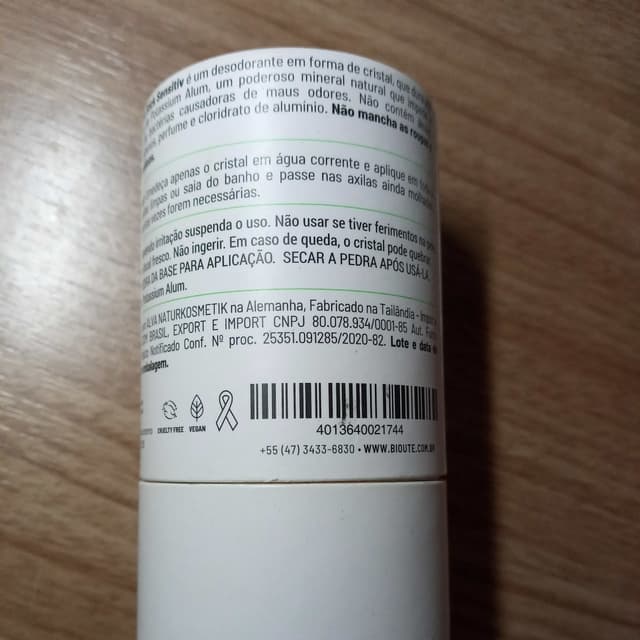 Sensitiv é um desodorante em forma de cristal, que dura
Potassium Alum, um poderoso mineral natural que
bactérias causadoras de maus odores. Não contém
perfume e cloridrato de alumínio. Não mancha as roupas
apenas o cristal em água corrente e aplique em
limpas ou saia do banho e passe nas axilas ainda
vezes forem necessárias.
irritação suspenda o uso. Não usar se tiver ferimentos na
fresco. Não ingerir. Em caso de queda, o cristal pode quebrar
DA BASE PARA APLICAÇÃO. SECAR A PEDRA APÓS USÁ-LA.
Alum.
ALVA NATURKOSMETIK na Alemanha, Fabricado na Tailândia -
BRASIL, EXPORT E IMPORT CNPJ 80.078.934/0001-85 Aut. Func.
Notificado Conf. Nº proc. 25351.091285/2020-82. Lote e data de
embalagem.
CRUELTY FREE VEGAN
4013640021744
+55 (47) 3433-6830 • WWW.BIOUTE.COM.BR